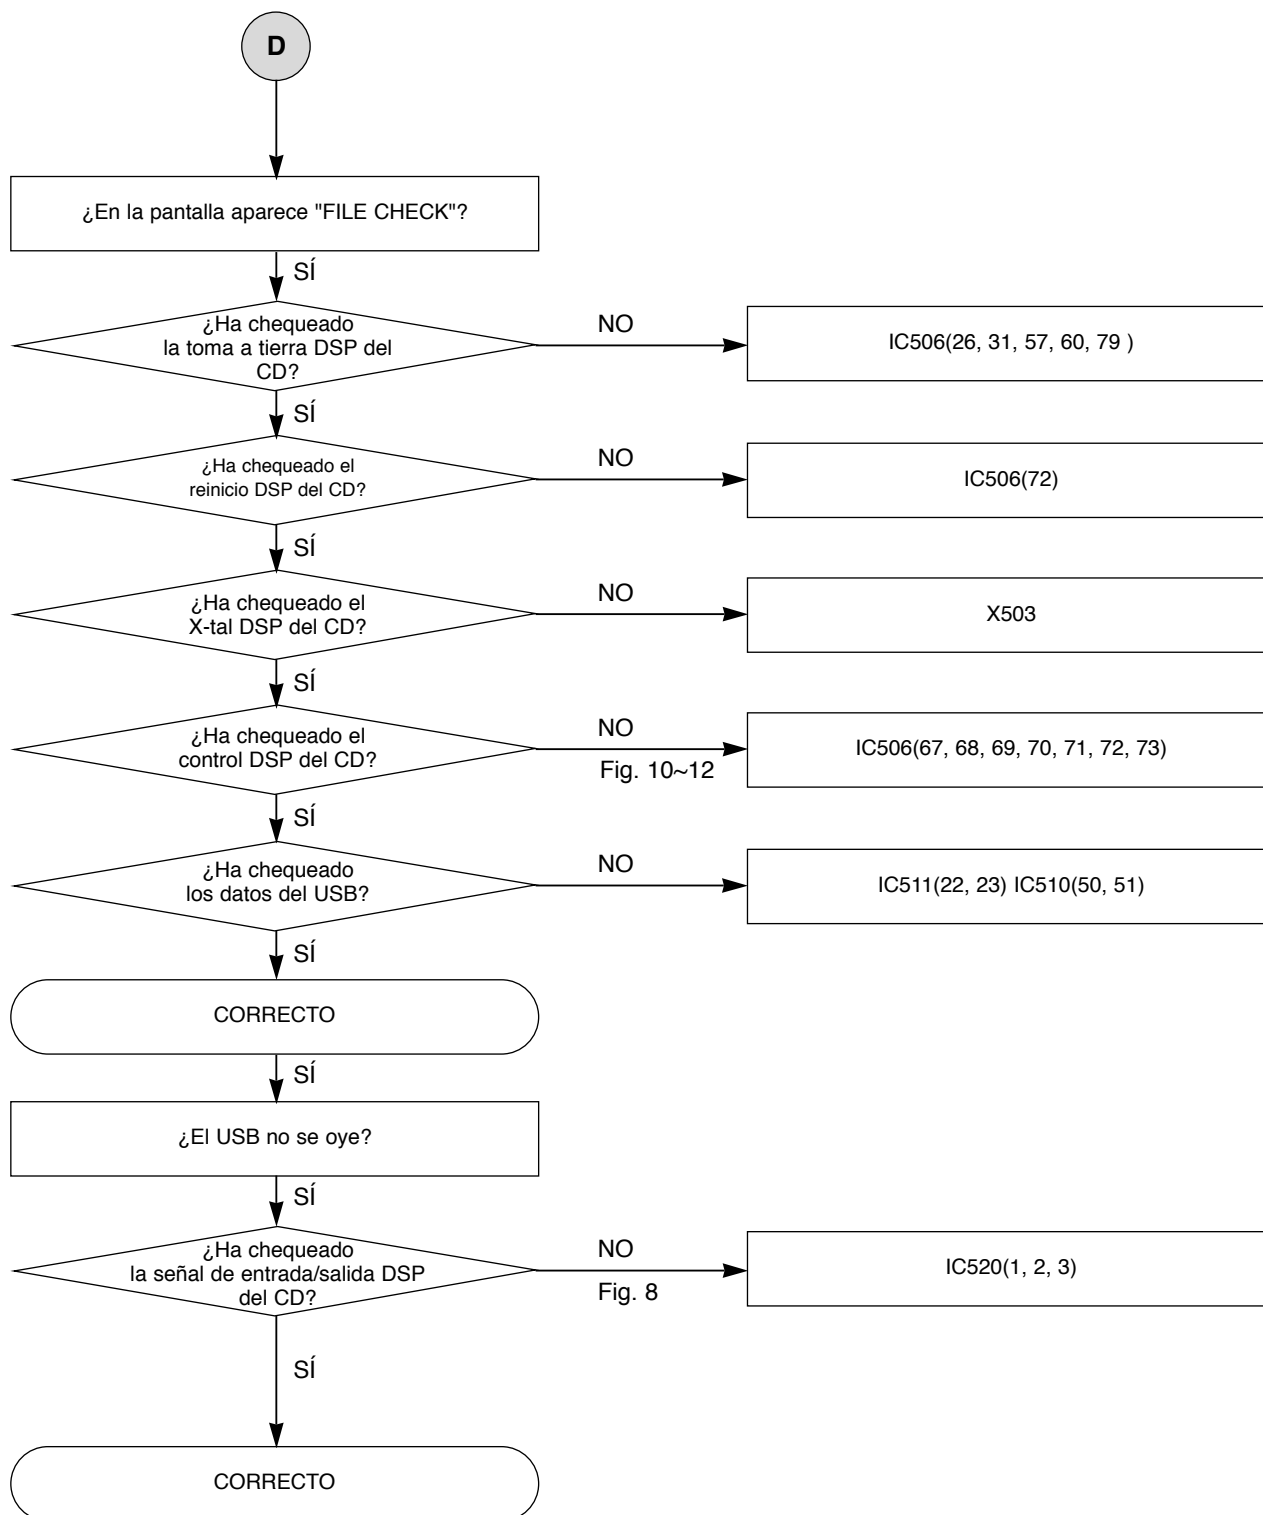 D
¿En la pantalla aparece "FILE CHECK"?
SÍ
¿Ha chequeado
la toma a tierra DSP del
CD?
NO
IC506(26, 31, 57, 60, 79 )
SÍ
¿Ha chequeado el
reinicio DSP del CD?
NO
IC506(72)
SÍ
¿Ha chequeado el
X-tal DSP del CD?
NO
X503
SÍ
¿Ha chequeado el
control DSP del CD?
NO
Fig. 10~12
IC506(67, 68, 69, 70, 71, 72, 73)
SÍ
¿Ha chequeado
los datos del USB?
NO
IC511(22, 23) IC510(50, 51)
SÍ
CORRECTO
SÍ
¿El USB no se oye?
SÍ
¿Ha chequeado
la señal de entrada/salida DSP
del CD?
NO
Fig. 8
IC520(1, 2, 3)
SÍ
CORRECTO